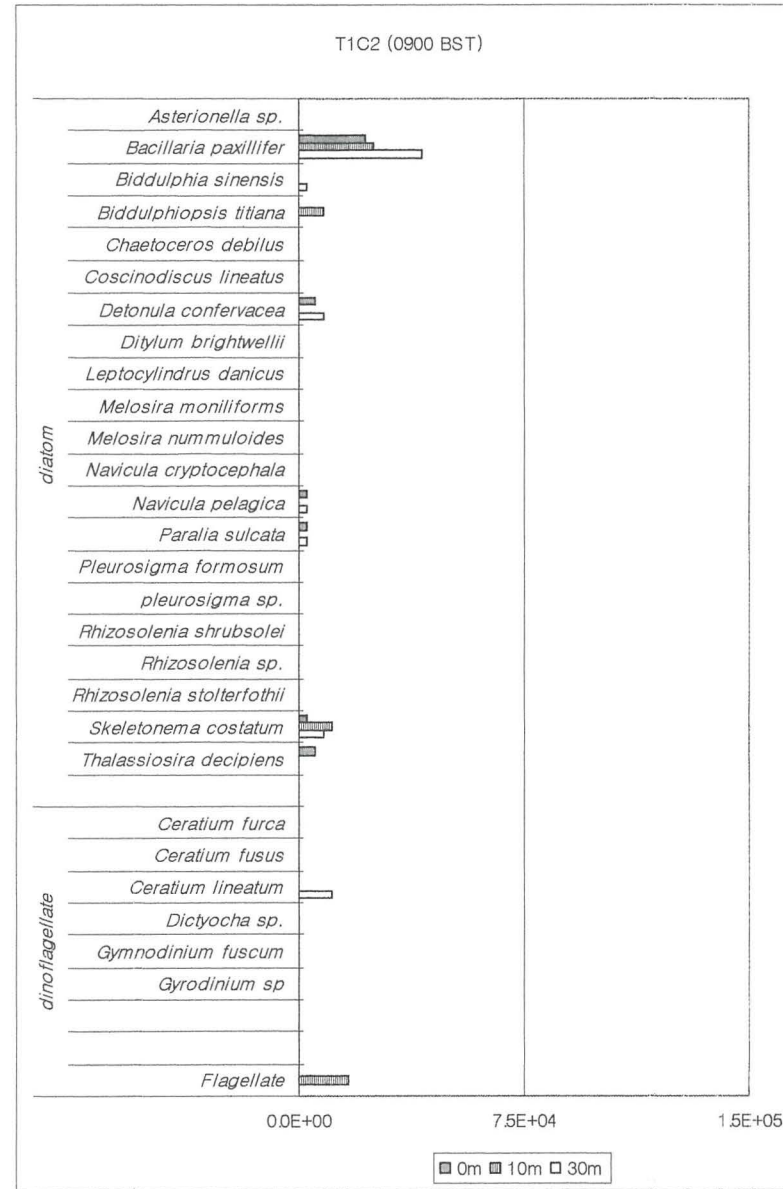 T1C2 (0900 BST)
diatom
Asterionella sp.
Bacillaria paxillifer
Biddulphia sinensis
Biddulphiopsis titiana
Chaetoceros debilus
Coscinodiscus lineatus
Detonula confervacea
Ditylum brightwellii
Leptocylindrus danicus
Melosira moniliforms
Melosira nummuloides
Navicula cryptocephala
Navicula pelagica
Paralia sulcata
Pleurosigma formosum
pleurosigma sp.
Rhizosolenia shrubsolei
Rhizosolenia sp.
Rhizosolenia stolterfothii
Skeletonema costatum
Thalassiosira decipiens
dinoflagellate
Ceratium furca
Ceratium fusus
Ceratium lineatum
Dictyocha sp.
Gymnodinium fuscum
Gyrodinium sp
Flagellate
0.0E+00 7.5E+04 1.5E+05
0m 10m 30m